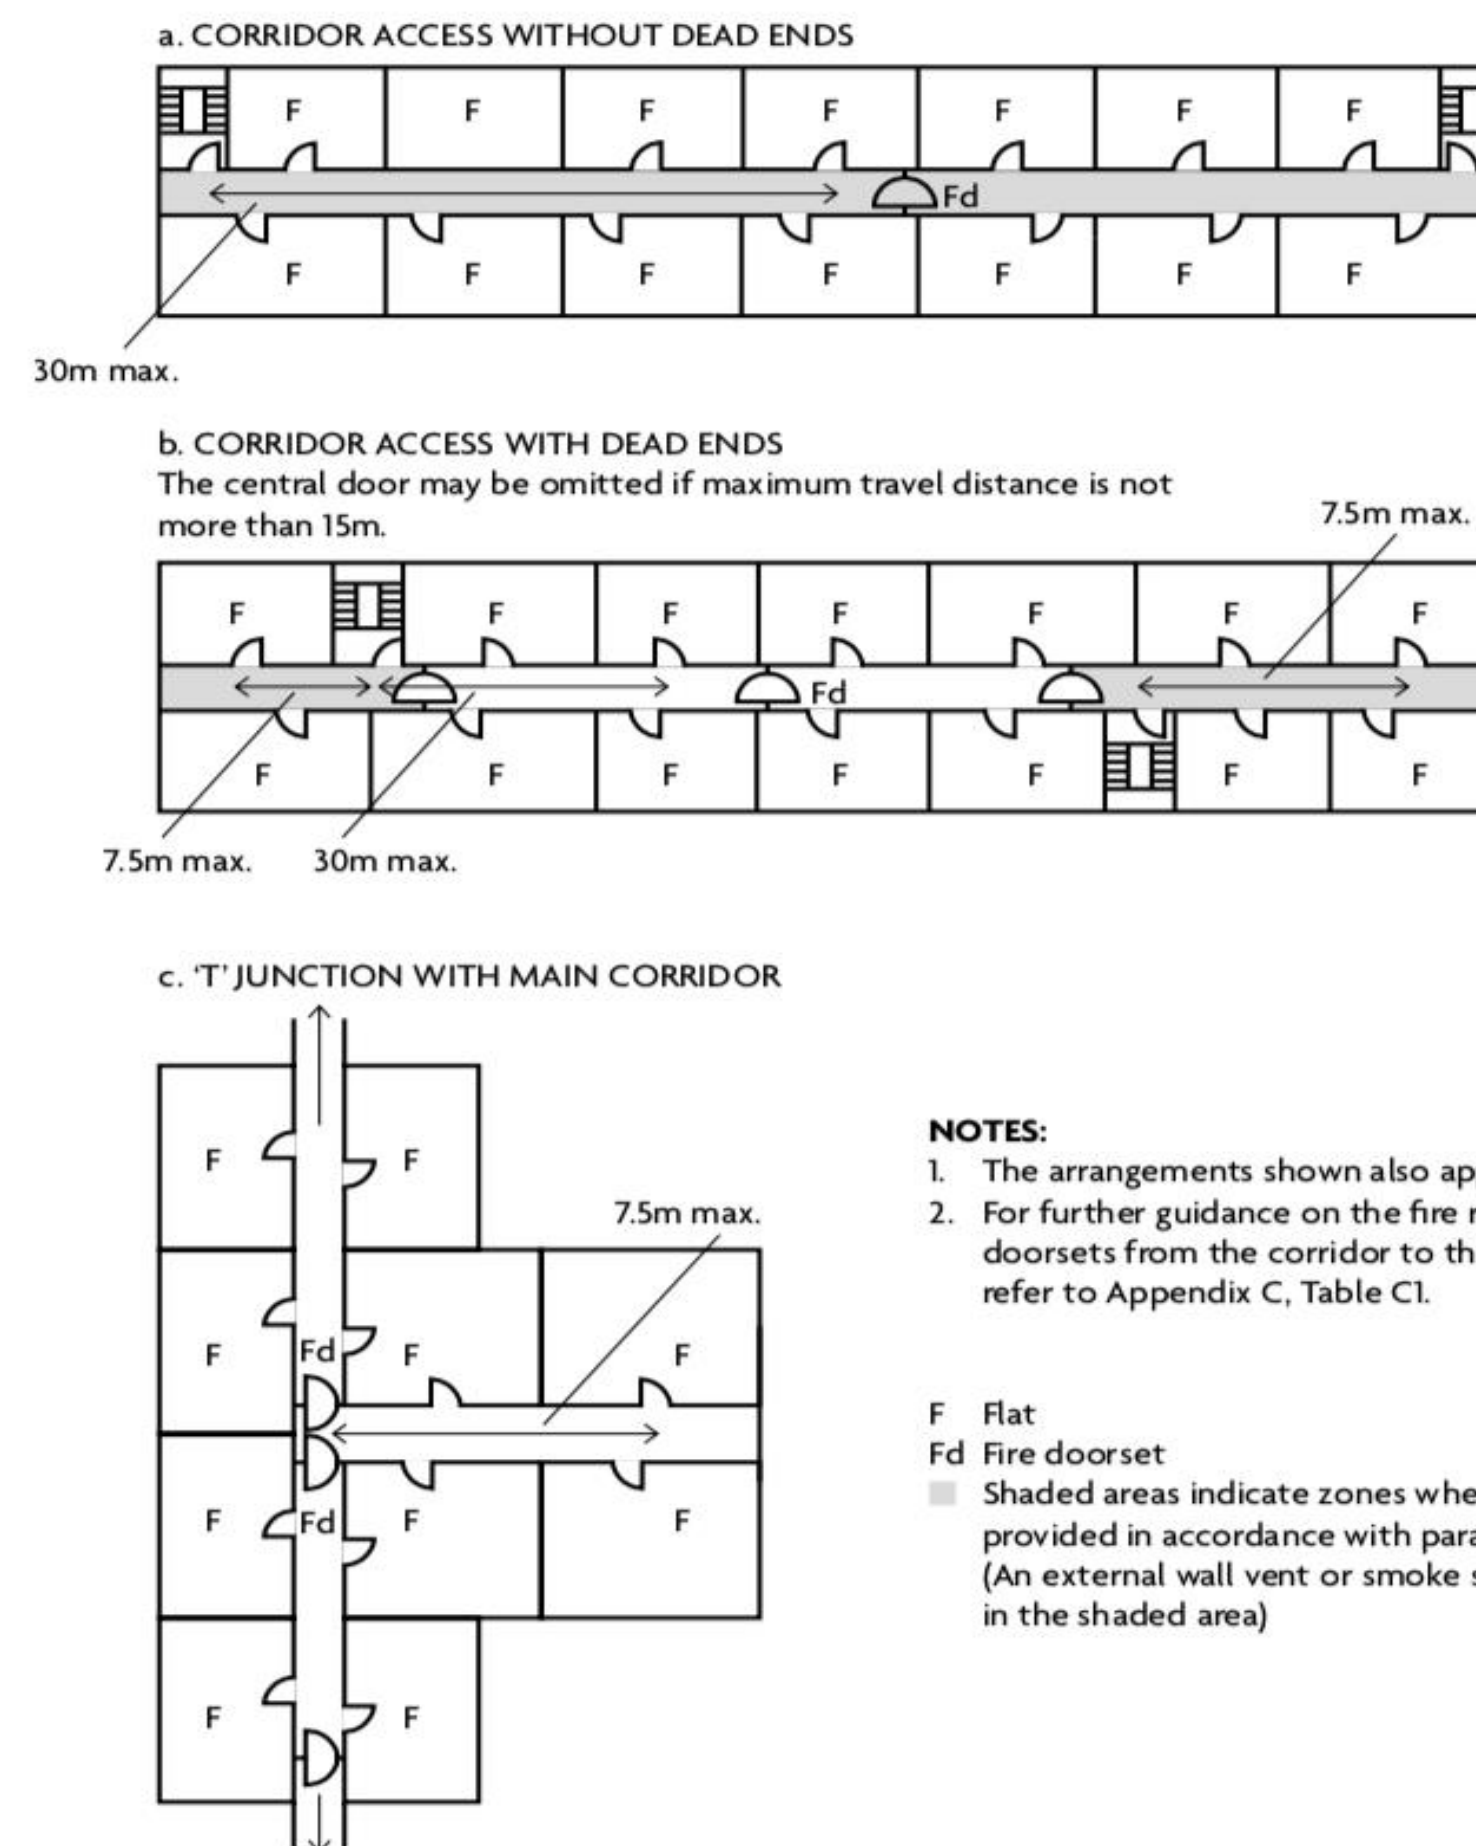 a. CORRIDOR ACCESS WITHOUT DEAD ENDS
F F F F F F F
Fd
F F F F F F F
30m max.
b. CORRIDOR ACCESS WITH DEAD ENDS
The central door may be omitted if maximum travel distance is not
more than 15m.
7.5m max.
F F F F F F F
Fd
F F F F F F F
7.5m max. 30m max.
c. ‘T’ JUNCTION WITH MAIN CORRIDOR
F F
7.5m max.
Fd
F F F
Fd
F F F
F F
NOTES:
1. The arrangements shown also
2. For further guidance on the fire
doorsets from the corridor to
refer to Appendix C, Table C1.
F Flat
Fd Fire doorset
Shaded areas indicate zones
provided in accordance with
(An external wall vent or smoke
in the shaded area)